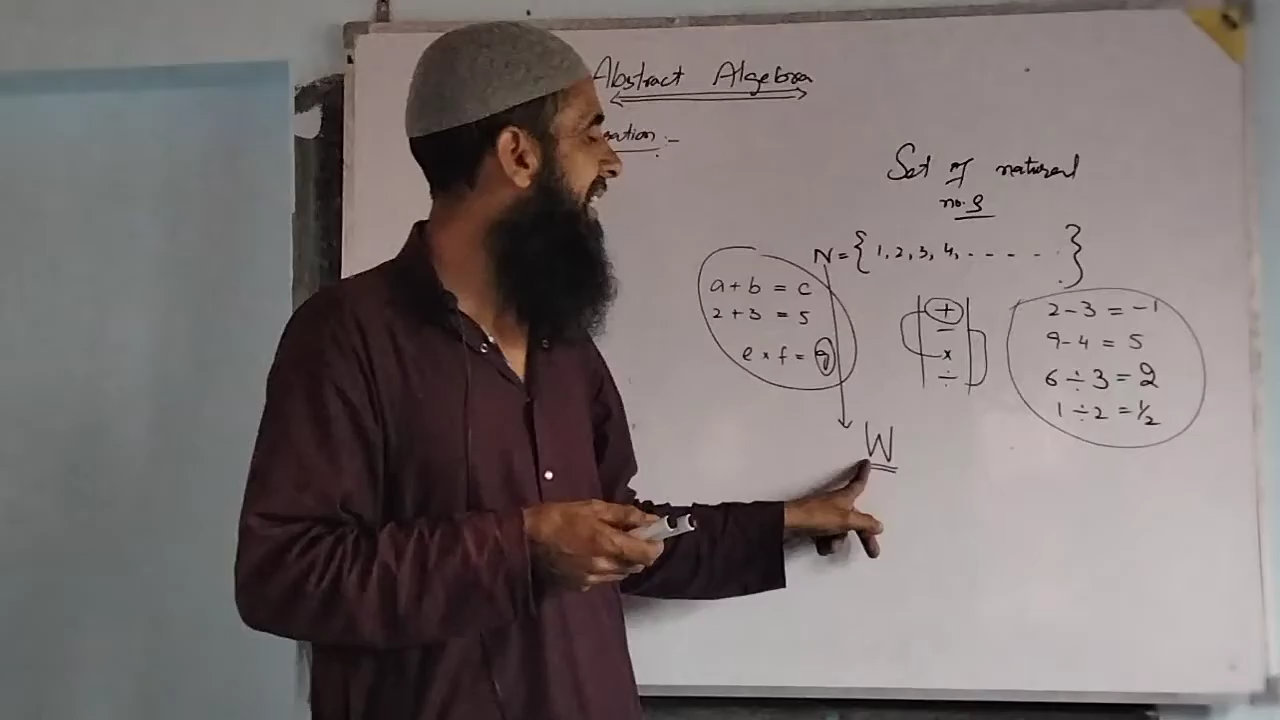 Abstract Algebra
Set of natural
no.s
N = { 1, 2, 3, 4, - - - - - . }
a + b = c
2 + 3 = 5
e × f = g
+
−
×
÷
2 - 3 = -1
9 - 4 = 5
6 ÷ 3 = 2
1 ÷ 2 = 1/2
W